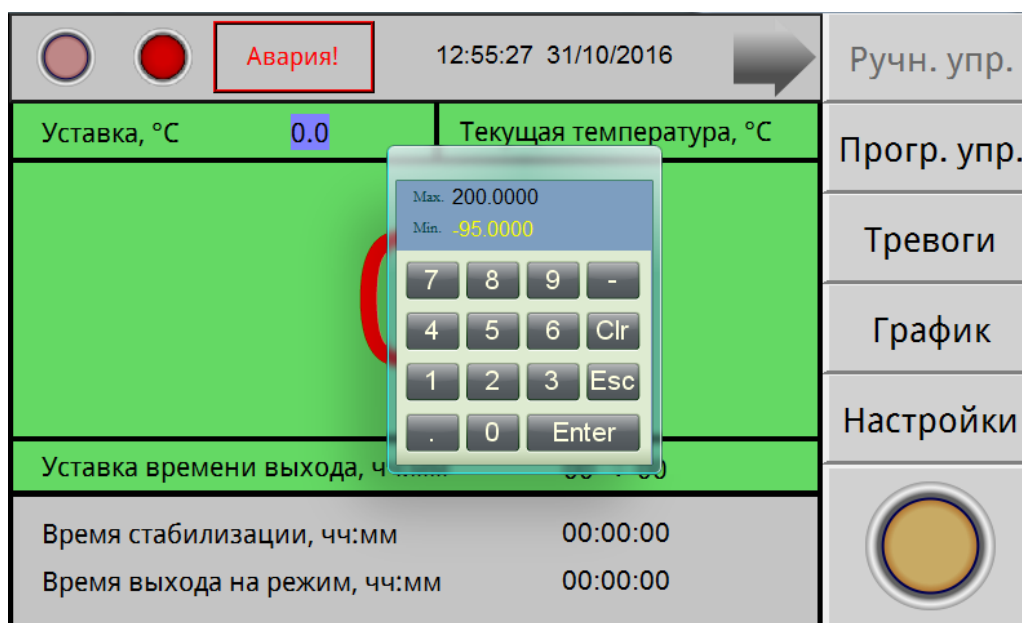 Авария!
12:55:27 31/10/2016
Ручн. упр.
Уставка, °C
0.0
Текущая температура, °C
Прогр. упр.
Max. 200.0000
Min. -95.0000
7 8 9 -
4 5 6 Clr
1 2 3 Esc
. 0 Enter
Тревоги
График
Настройки
Уставка времени выхода, ч
Время стабилизации, чч:мм 00:00:00
Время выхода на режим, чч:мм 00:00:00